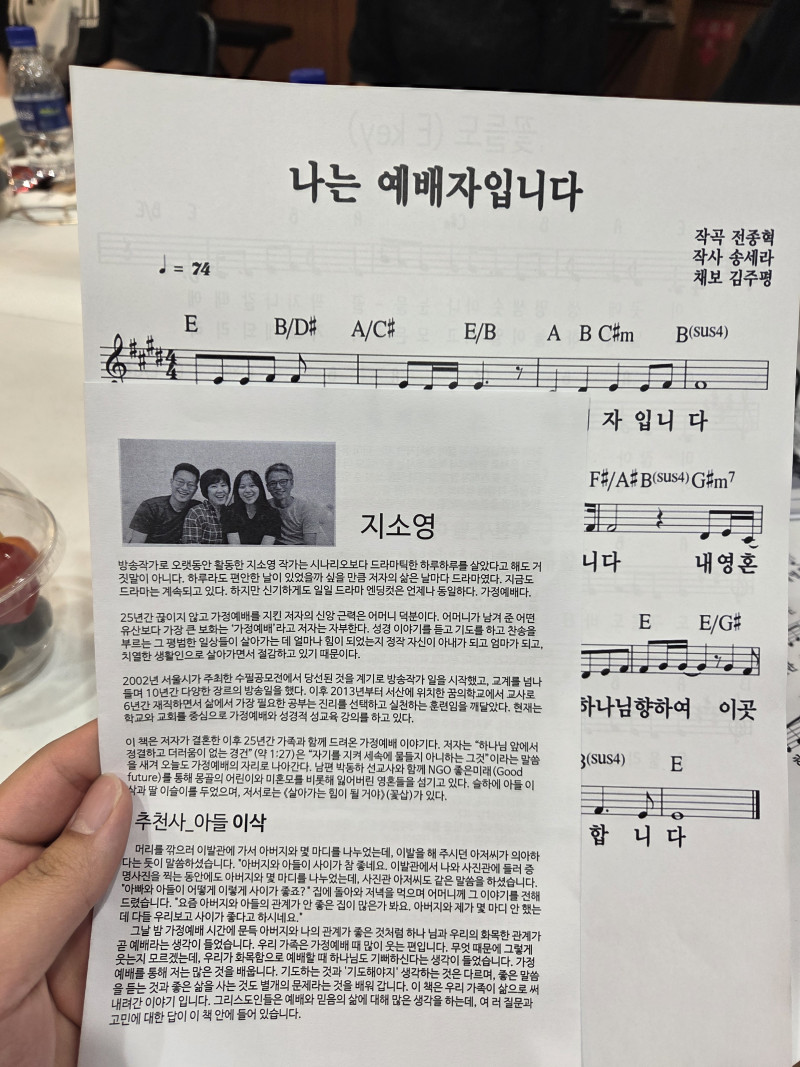 나는 예배자입니다
작곡 전종혁
작사 송세라
채보 김주평
♩ = 74
E B/D# A/C# E/B A B C#m B(sus4)
자 입니 다
F#/A# B(sus4) G#m7
니다 내영혼
E E/G#
하나님향하여 이곳
(sus4) E
합 니 다
지소영
방송작가로 오랫동안 활동한 지소영 작가는 시나리오보다 드라마틱한 하루하루를 살았다고 해도 거
짓말이 아니다. 하루라도 편안한 날이 있었을까 싶을 만큼 저자의 삶은 날마다 드라마였다. 지금도
드라마는 계속되고 있다. 하지만 신기하게도 일일 드라마 엔딩컷은 언제나 동일하다. 가정예배다.
25년간 끊이지 않고 가정예배를 지킨 저자의 신앙 근력은 어머니 덕분이다. 어머니가 남겨 준 어떤
유산보다 가장 큰 보화는 '가정예배'라고 저자는 자부한다. 성경 이야기를 듣고 기도를 하고 찬송을
부르는 그 평범한 일상들이 살아가는 데 얼마나 힘이 되었는지 정작 자신이 아내가 되고 엄마가 되고,
치열한 생활인으로 살아가면서 절감하고 있기 때문이다.
2002년 서울시가 주최한 수필공모전에서 당선된 것을 계기로 방송작가 일을 시작했고, 교계를 넘나
들며 10년간 다양한 장르의 방송일을 했다. 이후 2013년부터 서산에 위치한 꿈의학교에서 교사로
6년간 재직하면서 삶에서 가장 필요한 공부는 진리를 선택하고 실천하는 훈련임을 깨달았다. 현재는
학교와 교회를 중심으로 가정예배와 성경적 성교육 강의를 하고 있다.
이 책은 저자가 결혼한 이후 25년간 가족과 함께 드려온 가정예배 이야기다. 저자는 "하나님 앞에서
정결하고 더러움이 없는 경건" (약 1:27)은 "자기를 지켜 세속에 물들지 아니하는 그것"이라는 말씀
을 새겨 오늘도 가정예배의 자리로 나아간다. 남편 박동하 선교사와 함께 NGO 좋은미래(Good
future)를 통해 몽골의 어린이와 미혼모를 비롯해 잃어버린 영혼들을 섬기고 있다. 슬하에 아들 이
삭과 딸 이슬이를 두었으며, 저서로는 《살아가는 힘이 될 거야》(꽃삽)가 있다.
추천사_아들 이삭
머리를 깎으러 이발관에 가서 아버지와 몇 마디를 나누었는데, 이발을 해 주시던 아저씨가 의아하
다는 듯이 말씀하셨습니다. "아버지와 아들이 사이가 참 좋네요. 이발관에서 나와 사진관에 들러 증
명사진을 찍는 동안에도 아버지와 몇 마디를 나누었는데, 사진관 아저씨도 같은 말씀을 하셨습니다.
"아빠와 아들이 어떻게 이렇게 사이가 좋죠?" 집에 돌아와 저녁을 먹으며 어머니께 그 이야기를 전해
드렸습니다. "요즘 아버지와 아들의 관계가 안 좋은 집이 많은가 봐요. 아버지와 제가 몇 마디 안 했는
데 다들 우리보고 사이가 좋다고 하시네요."
그날 밤 가정예배 시간에 문득 아버지와 나의 관계가 좋은 것처럼 하나 님과 우리의 화목한 관계가
곧 예배라는 생각이 들었습니다. 우리 가족은 가정예배 때 많이 웃는 편입니다. 무엇 때문에 그렇게
웃는지 모르겠는데, 우리가 화목함으로 예배할 때 하나님도 기뻐하신다는 생각이 들었습니다. 가정
예배를 통해 저는 많은 것을 배웁니다. 기도하는 것과 '기도해야지' 생각하는 것은 다르며, 좋은 말씀
을 듣는 것과 좋은 삶을 사는 것도 별개의 문제라는 것을 배워 갑니다. 이 책은 우리 가족이 삶으로 써
내려간 이야기 입니다. 그리스도인들은 예배와 믿음의 삶에 대해 많은 생각을 하는데, 여 러 질문과
고민에 대한 답이 이 책 안에 들어 있습니다.